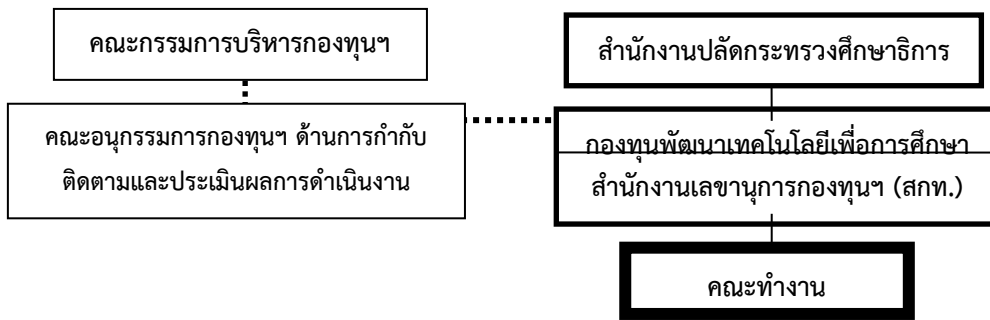 คณะกรรมการบริหารกองทุนฯ
สำนักงานปลัดกระทรวงศึกษาธิการ
คณะอนุกรรมการกองทุนฯ ด้านการกำกับ
ติดตามและประเมินผลการดำเนินงาน
กองทุนพัฒนาเทคโนโลยีเพื่อการศึกษา
สำนักงานเลขานุการกองทุนฯ (สกท.)
คณะทำงาน